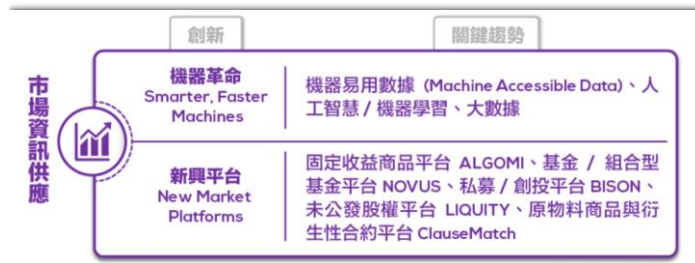 創新
關鍵趨勢
市場資訊供應
機器革命
Smarter, Faster
Machines
機器易用數據 (Machine Accessible Data)、人
工智慧 / 機器學習、大數據
新興平台
New Market
Platforms
固定收益商品平台 ALGOMI、基金 / 組合型
基金平台 NOVUS、私募 / 創投平台 BISON、
未公發股權平台 LIQUITY、原物料商品與衍
生性合約平台 ClauseMatch